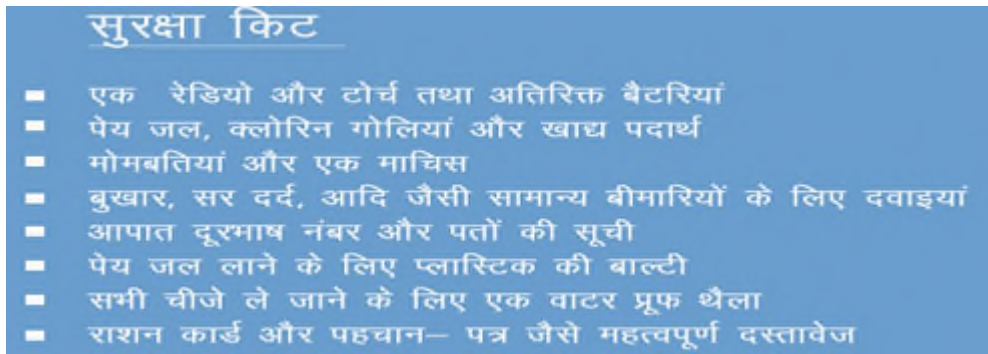 सुरक्षा किट
एक रेडियो और टोर्च तथा अतिरिक्त बैटरियां
पेय जल, क्लोरिन गोलियां और खाद्य पदार्थ
मोमबतियां और एक माचिस
बुखार, सर दर्द, आदि जैसी सामान्य बीमारियों के लिए दवाइयां
आपात दूरभाष नंबर और पतों की सूची
पेय जल लाने के लिए प्लास्टिक की बाल्टी
सभी चीजे ले जाने के लिए एक वाटर प्रूफ थैला
राशन कार्ड और पहचान– पत्र जैसे महत्वपूर्ण दस्तावेज